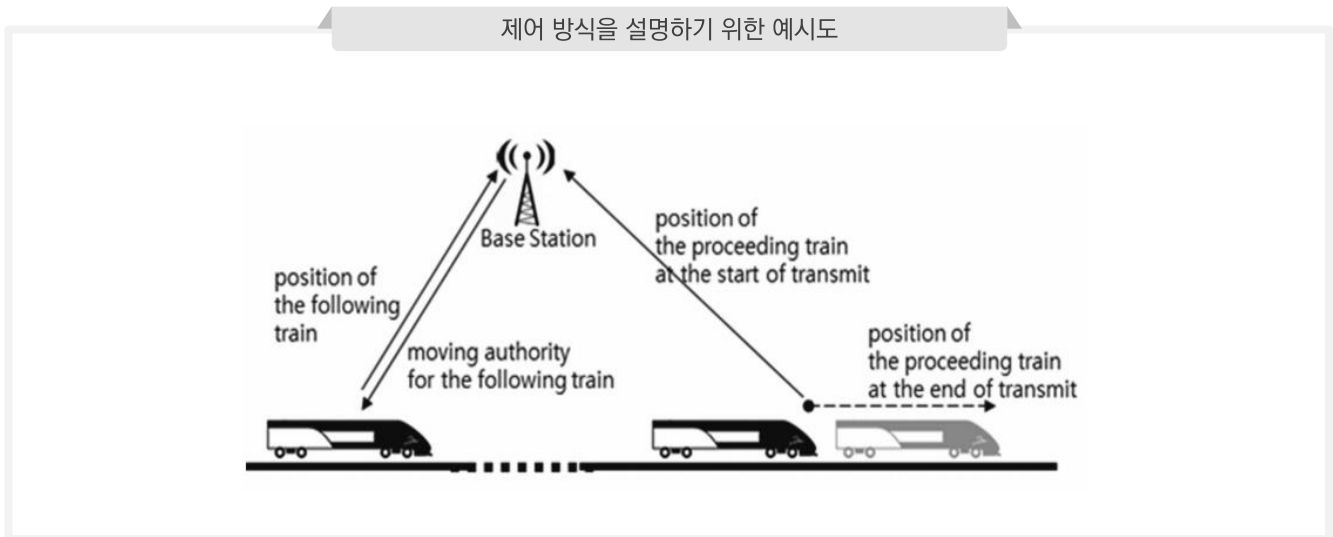 제어 방식을 설명하기 위한 예시도
Base Station
position of
the proceeding train
at the start of transmit
position of
the following
train
moving authority
for the following train
position of
the proceeding train
at the end of transmit